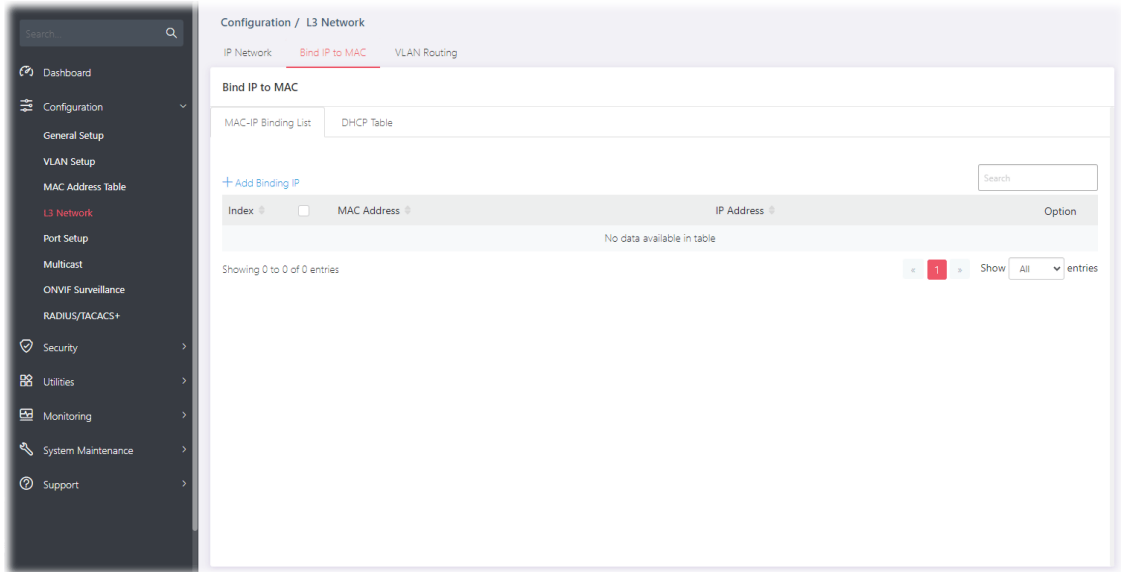 Search...
Dashboard
Configuration
General Setup
VLAN Setup
MAC Address Table
L3 Network
Port Setup
Multicast
ONVIF Surveillance
RADIUS/TACACS+
Security
Utilities
Monitoring
System Maintenance
Support
Configuration / L3 Network
IP Network Bind IP to MAC VLAN Routing
Bind IP to MAC
MAC-IP Binding List DHCP Table
+ Add Binding IP Search
Index MAC Address IP Address Option
No data available in table
Showing 0 to 0 of 0 entries « 1 » Show All entries